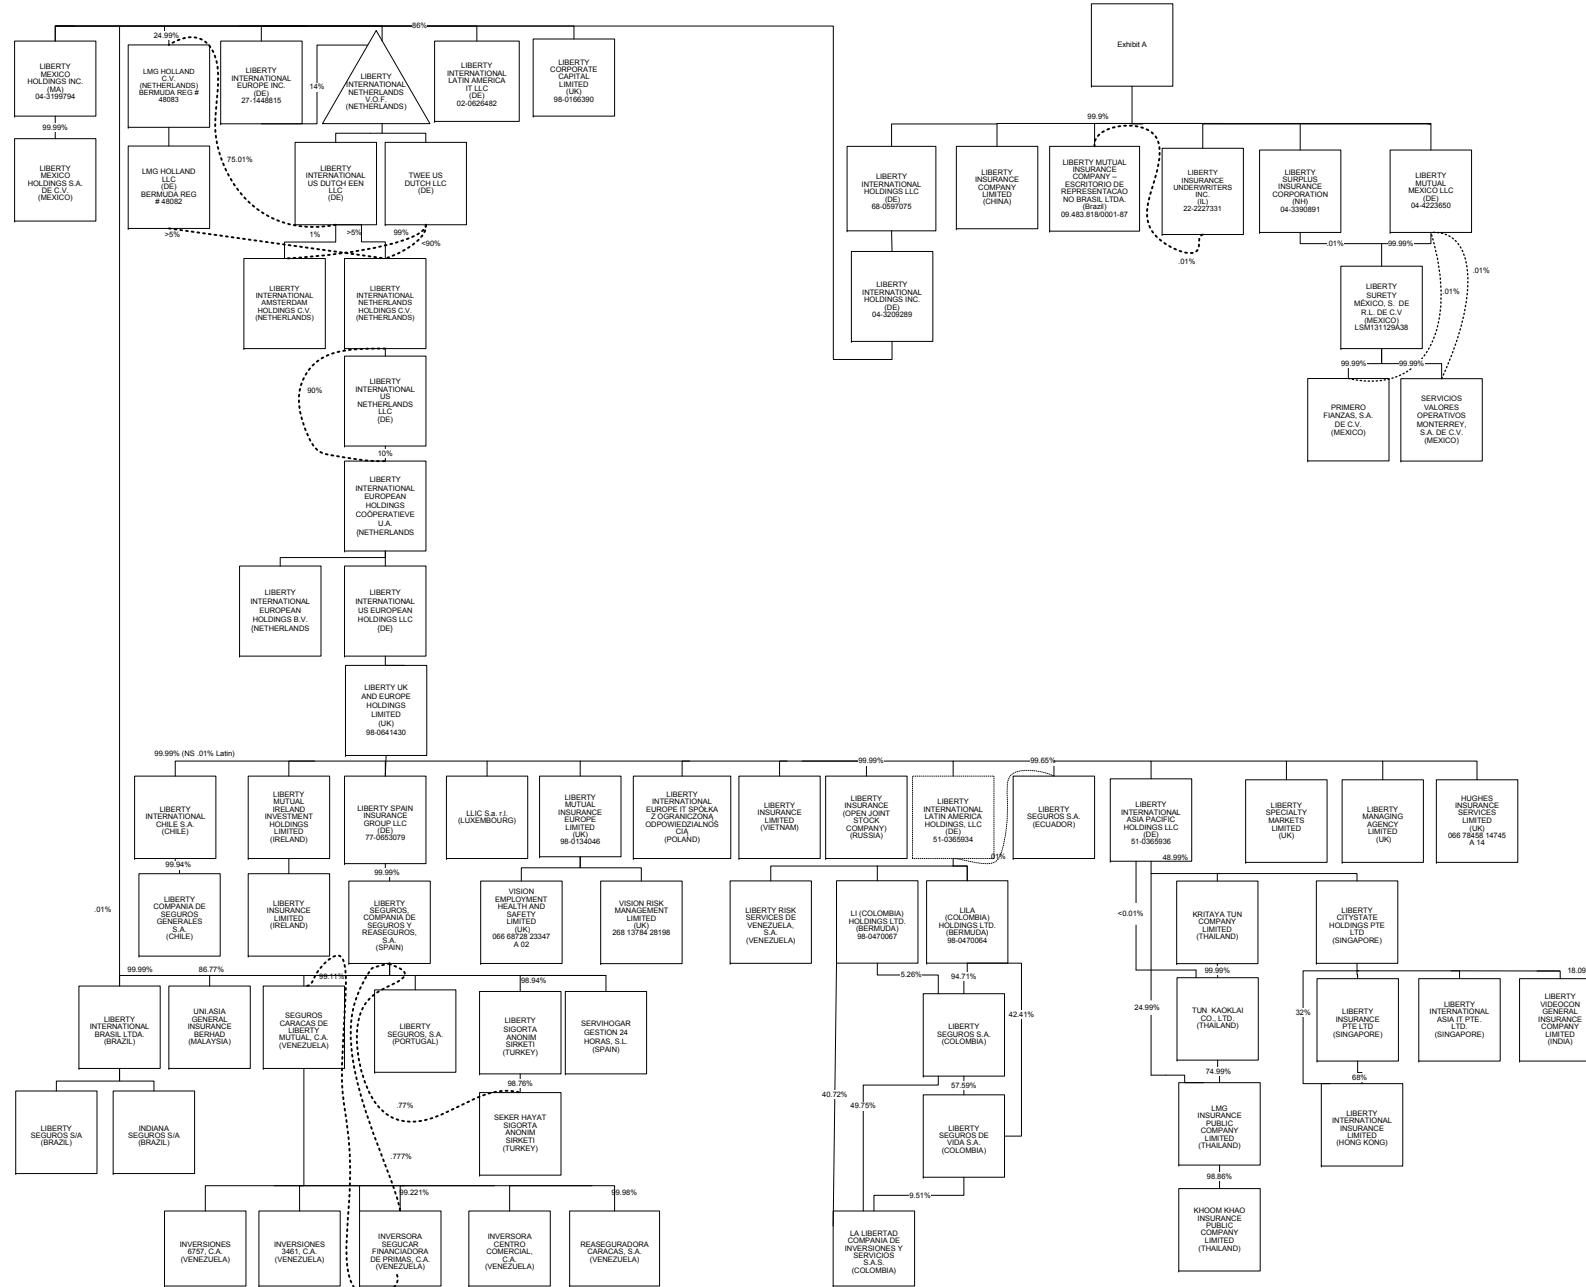 86%
24.99%
Exhibit A
LIBERTY
MEXICO
HOLDINGS INC.
(MA)
04-3199794
LMG HOLLAND
C.V.
(NETHERLANDS)
BERMUDA REG #
48083
LIBERTY
INTERNATIONAL
EUROPE INC.
(DE)
27-1448815
14%
LIBERTY
INTERNATIONAL
NETHERLANDS
V.O.F.
(NETHERLANDS)
LIBERTY
INTERNATIONAL
LATIN AMERICA
IT LLC
(DE)
02-0626482
LIBERTY
CORPORATE
CAPITAL
LIMITED
(UK)
98-0166390
99.99%
99.9%
LIBERTY
MEXICO
HOLDINGS S.A.
DE C.V.
(MEXICO)
LMG HOLLAND
LLC
(DE)
BERMUDA REG
# 48082
75.01%
LIBERTY
INTERNATIONAL
US DUTCH EEN
LLC
(DE)
TWEE US
DUTCH LLC
(DE)
LIBERTY
INTERNATIONAL
HOLDINGS LLC
(DE)
68-0597075
LIBERTY
INSURANCE
COMPANY
LIMITED
(CHINA)
LIBERTY MUTUAL
INSURANCE
COMPANY –
ESCRITORIO DE
REPRESENTACAO
NO BRASIL LTDA.
(Brazil)
09.483.818/0001-87
LIBERTY
INSURANCE
UNDERWRITERS
INC.
(IL)
22-2227331
LIBERTY
SURPLUS
INSURANCE
CORPORATION
(NH)
04-3390891
LIBERTY
MUTUAL
MEXICO LLC
(DE)
04-4223650
>5%
1%
>5%
99%
<90%
.01%
.01%
99.99%
.01%
.01%
LIBERTY
INTERNATIONAL
AMSTERDAM
HOLDINGS C.V.
(NETHERLANDS)
LIBERTY
INTERNATIONAL
NETHERLANDS
HOLDINGS C.V.
(NETHERLANDS)
LIBERTY
INTERNATIONAL
HOLDINGS INC.
(DE)
04-3209289
LIBERTY
SURETY
MÉXICO, S. DE
R.L. DE C.V
(MEXICO)
LSM131129A38
99.99%
99.99%
90%
LIBERTY
INTERNATIONAL
US
NETHERLANDS
LLC
(DE)
PRIMERO
FIANZAS, S.A.
DE C.V.
(MEXICO)
SERVICIOS
VALORES
OPERATIVOS
MONTERREY,
S.A. DE C.V.
(MEXICO)
10%
LIBERTY
INTERNATIONAL
EUROPEAN
HOLDINGS
COÖPERATIEVE
U.A.
(NETHERLANDS
LIBERTY
INTERNATIONAL
EUROPEAN
HOLDINGS B.V.
(NETHERLANDS
LIBERTY
INTERNATIONAL
US EUROPEAN
HOLDINGS LLC
(DE)
LIBERTY UK
AND EUROPE
HOLDINGS
LIMITED
(UK)
98-0641430
99.99% (NS .01% Latin)
99.99%
99.65%
LIBERTY
INTERNATIONAL
CHILE S.A.
(CHILE)
LIBERTY
MUTUAL
IRELAND
INVESTMENT
HOLDINGS
LIMITED
(IRELAND)
LIBERTY SPAIN
INSURANCE
GROUP LLC
(DE)
77-0653079
LLIC S.a. r.l.
(LUXEMBOURG)
LIBERTY
MUTUAL
INSURANCE
EUROPE
LIMITED
(UK)
98-0134046
LIBERTY
INTERNATIONAL
EUROPE IT SPÓŁKA
Z OGRANICZONĄ
ODPOWIEDZIALNOŚ
CIĄ
(POLAND)
LIBERTY
INSURANCE
LIMITED
(VIETNAM)
LIBERTY
INSURANCE
(OPEN JOINT
STOCK
COMPANY)
(RUSSIA)
LIBERTY
INTERNATIONAL
LATIN AMERICA
HOLDINGS, LLC
(DE)
51-0365934
LIBERTY
SEGUROS S.A.
(ECUADOR)
LIBERTY
INTERNATIONAL
ASIA PACIFIC
HOLDINGS LLC
(DE)
51-0365936
LIBERTY
SPECIALTY
MARKETS
LIMITED
(UK)
LIBERTY
MANAGING
AGENCY
LIMITED
(UK)
HUGHES
INSURANCE
SERVICES
LIMITED
(UK)
066 78458 14745
A 14
99.94%
99.99%
.01%
48.99%
.01%
LIBERTY
COMPANIA DE
SEGUROS
GENERALES
S.A.
(CHILE)
LIBERTY
INSURANCE
LIMITED
(IRELAND)
LIBERTY
SEGUROS,
COMPANIA DE
SEGUROS Y
REASEGUROS,
S.A.
(SPAIN)
VISION
EMPLOYMENT
HEALTH AND
SAFETY
LIMITED
(UK)
066 68728 23347
A 02
VISION RISK
MANAGEMENT
LIMITED
(UK)
268 13784 28198
LIBERTY RISK
SERVICES DE
VENEZUELA,
S.A.
(VENEZUELA)
LI (COLOMBIA)
HOLDINGS LTD.
(BERMUDA)
98-0470067
LILA
(COLOMBIA)
HOLDINGS LTD.
(BERMUDA)
98-0470064
<0.01%
KRITAYA TUN
COMPANY
LIMITED
(THAILAND)
LIBERTY
CITYSTATE
HOLDINGS PTE
LTD
(SINGAPORE)
99.99%
86.77%
99.11%
98.94%
5.26%
94.71%
99.99%
18.09
LIBERTY
INTERNATIONAL
BRASIL LTDA.
(BRAZIL)
UNI.ASIA
GENERAL
INSURANCE
BERHAD
(MALAYSIA)
SEGUROS
CARACAS DE
LIBERTY
MUTUAL, C.A.
(VENEZUELA)
LIBERTY
SEGUROS, S.A.
(PORTUGAL)
LIBERTY
SIGORTA
ANONIM
SIRKETI
(TURKEY)
SERVIHOGAR
GESTION 24
HORAS, S.L.
(SPAIN)
LIBERTY
SEGUROS S.A.
(COLOMBIA)
42.41%
24.99%
TUN KAOKLAI
CO., LTD.
(THAILAND)
32%
LIBERTY
INSURANCE
PTE LTD
(SINGAPORE)
LIBERTY
INTERNATIONAL
ASIA IT PTE.
LTD.
(SINGAPORE)
LIBERTY
VIDEOCON
GENERAL
INSURANCE
COMPANY
LIMITED
(INDIA)
98.76%
40.72%
49.75%
57.59%
74.99%
68%
LIBERTY
SEGUROS S/A
(BRAZIL)
INDIANA
SEGUROS S/A
(BRAZIL)
.77%
SEKER HAYAT
SIGORTA
ANONIM
SIRKETI
(TURKEY)
LIBERTY
SEGUROS DE
VIDA S.A.
(COLOMBIA)
LMG
INSURANCE
PUBLIC
COMPANY
LIMITED
(THAILAND)
LIBERTY
INTERNATIONAL
INSURANCE
LIMITED
(HONG KONG)
.777%
99.221%
99.98%
9.51%
98.86%
INVERSIONES
6757, C.A.
(VENEZUELA)
INVERSIONES
3461, C.A.
(VENEZUELA)
INVERSORA
SEGUCAR
FINANCIADORA
DE PRIMAS, C.A.
(VENEZUELA)
INVERSORA
CENTRO
COMERCIAL,
C.A.
(VENEZUELA)
REASEGURADORA
CARACAS, S.A.
(VENEZUELA)
LA LIBERTAD
COMPANIA DE
INVERSIONES Y
SERVICIOS
S.A.S.
(COLOMBIA)
KHOOM KHAO
INSURANCE
PUBLIC
COMPANY
LIMITED
(THAILAND)